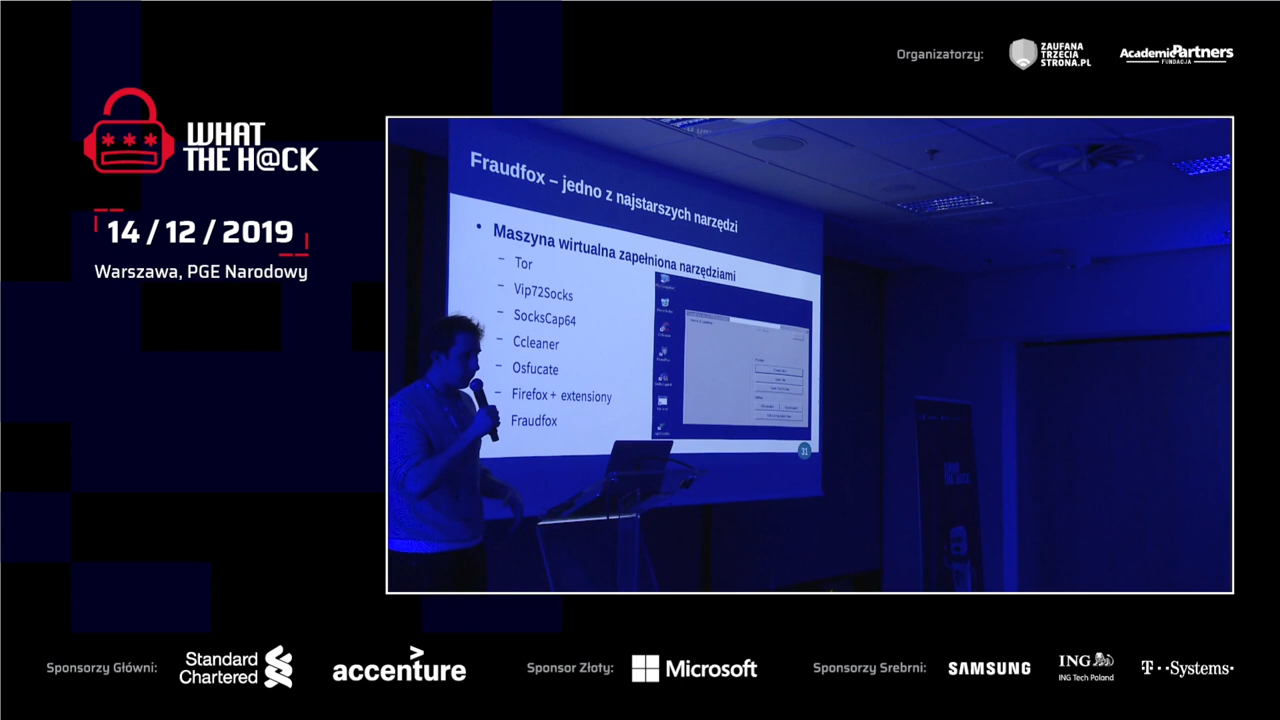 Organizatorzy:
ZAUFANA
TRZECIA
STRONA.PL
AcademicPartners
FUNDACJA
WHAT
THE H@CK
14 / 12 / 2019
Warszawa, PGE Narodowy
Fraudfox – jedno z najstarszych narzędzi
• Maszyna wirtualna zapełniona narzędziami
– Tor
– Vip72Socks
– SocksCap64
– Ccleaner
– Osfucate
– Firefox + extensiony
Fraudfox
31
Sponsorzy Główni:
Standard
Chartered
accenture
Sponsor Złoty:
Microsoft
Sponsorzy Srebrni:
SAMSUNG
ING
ING Tech Poland
T··Systems·